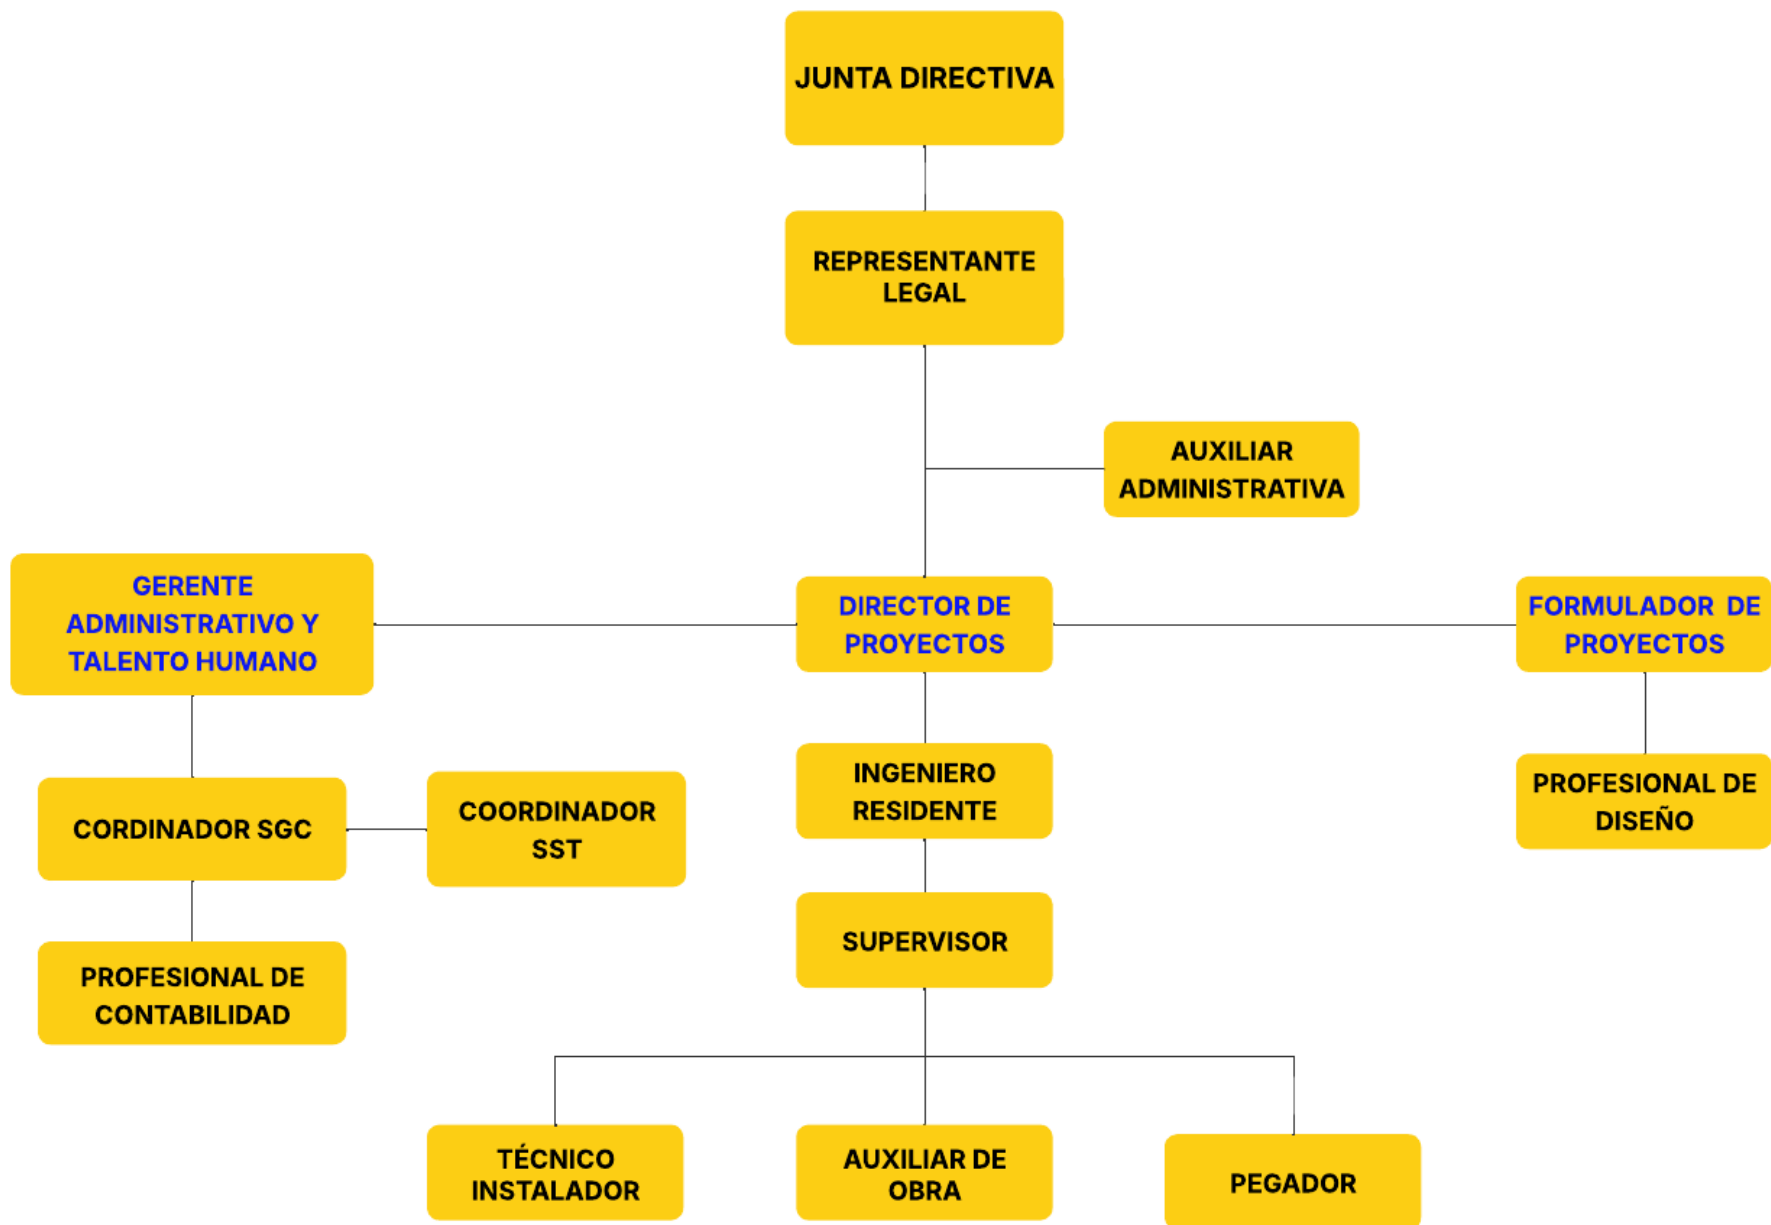 JUNTA DIRECTIVA
REPRESENTANTE
LEGAL
AUXILIAR
ADMINISTRATIVA
GERENTE
ADMINISTRATIVO Y
TALENTO HUMANO
DIRECTOR DE
PROYECTOS
FORMULADOR DE
PROYECTOS
CORDINADOR SGC
COORDINADOR
SST
INGENIERO
RESIDENTE
PROFESIONAL DE
DISEÑO
SUPERVISOR
PROFESIONAL DE
CONTABILIDAD
TÉCNICO
INSTALADOR
AUXILIAR DE
OBRA
PEGADOR